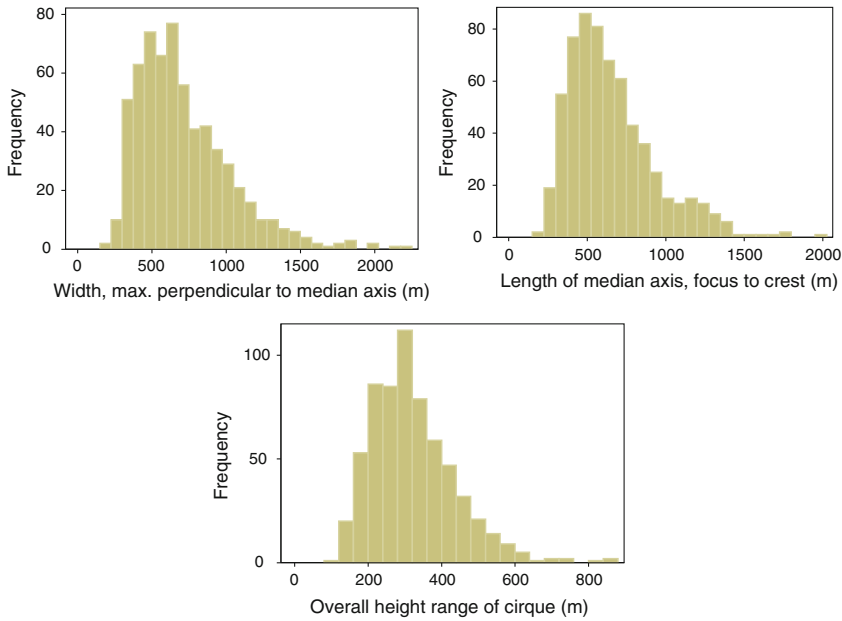 80
60
40
20
0
Frequency
0 500 1000 1500 2000
Width, max. perpendicular to median axis (m)
80
60
40
20
0
Frequency
0 500 1000 1500 2000
Length of median axis, focus to crest (m)
100
50
0
Frequency
0 200 400 600 800
Overall height range of cirque (m)